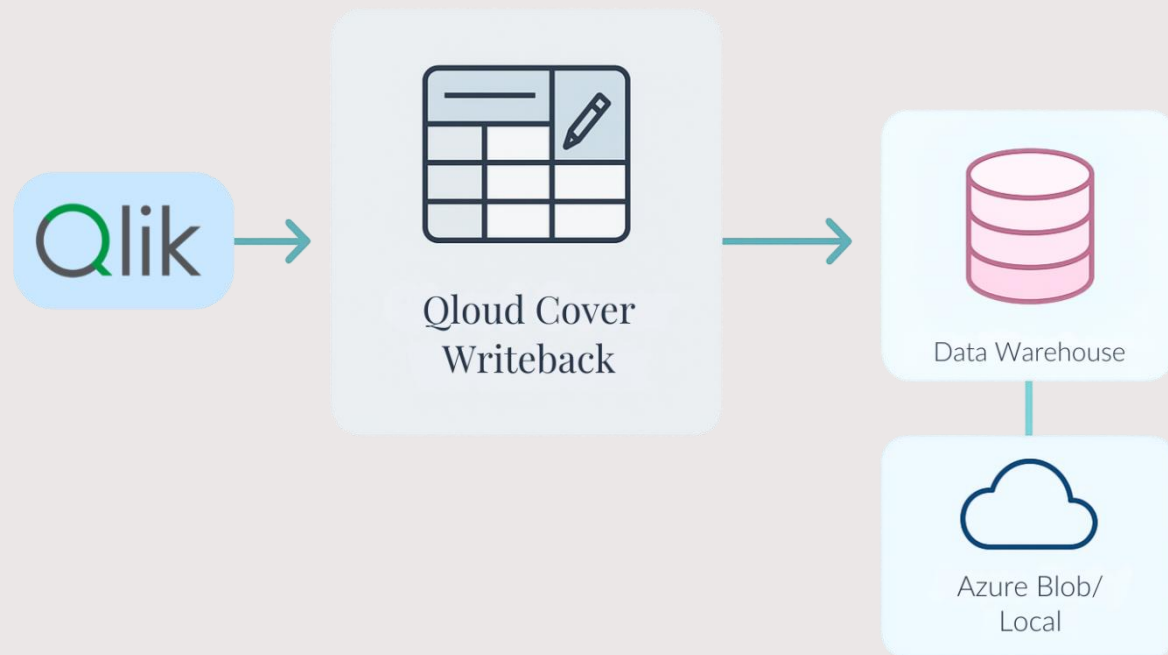 Qlik
Qloud Cover
Writeback
Data Warehouse
Azure Blob/
Local